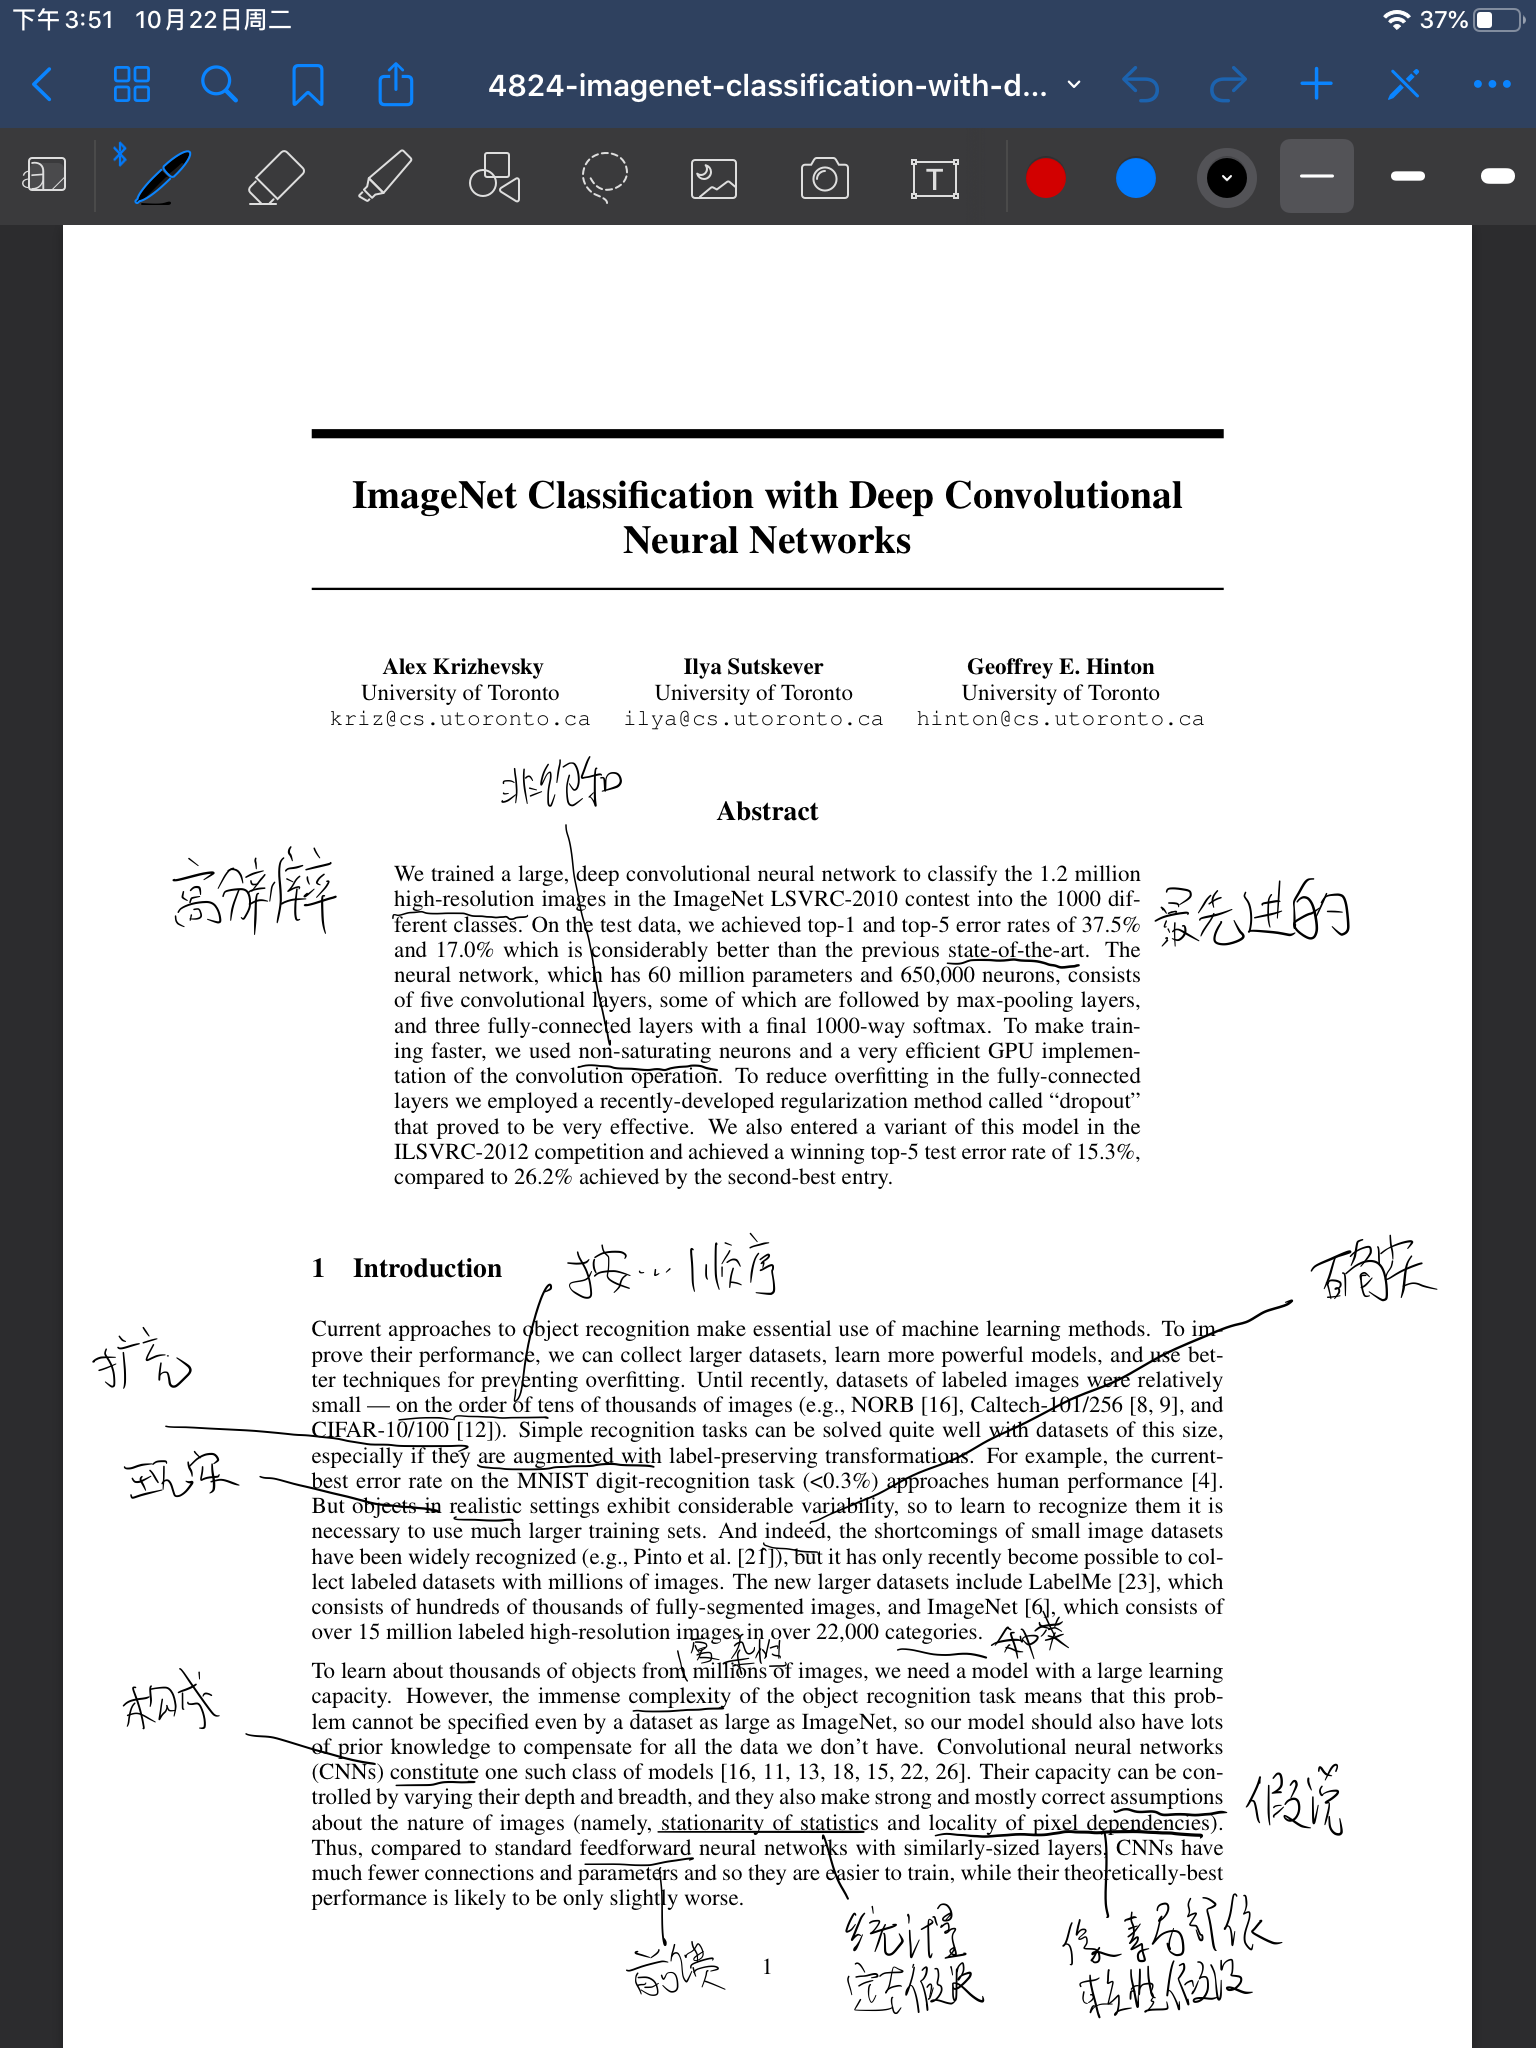 下午3:51 10月22日周二
37%
4824-imagenet-classification-with-d...
T
ImageNet Classification with Deep Convolutional
Neural Networks
Alex Krizhevsky
University of Toronto
kriz@cs.utoronto.ca
Ilya Sutskever
University of Toronto
ilya@cs.utoronto.ca
Geoffrey E. Hinton
University of Toronto
hinton@cs.utoronto.ca
非饱和
Abstract
高分辨率
最先进的
We trained a large, deep convolutional neural network to classify the 1.2 million
high-resolution images in the ImageNet LSVRC-2010 contest into the 1000 dif-
ferent classes. On the test data, we achieved top-1 and top-5 error rates of 37.5%
and 17.0% which is considerably better than the previous state-of-the-art. The
neural network, which has 60 million parameters and 650,000 neurons, consists
of five convolutional layers, some of which are followed by max-pooling layers,
and three fully-connected layers with a final 1000-way softmax. To make train-
ing faster, we used non-saturating neurons and a very efficient GPU implemen-
tation of the convolution operation. To reduce overfitting in the fully-connected
layers we employed a recently-developed regularization method called “dropout”
that proved to be very effective. We also entered a variant of this model in the
ILSVRC-2012 competition and achieved a winning top-5 test error rate of 15.3%,
compared to 26.2% achieved by the second-best entry.
1 Introduction
按…顺序
确实
扩充
Current approaches to object recognition make essential use of machine learning methods. To im-
prove their performance, we can collect larger datasets, learn more powerful models, and use bet-
ter techniques for preventing overfitting. Until recently, datasets of labeled images were relatively
small — on the order of tens of thousands of images (e.g., NORB [16], Caltech-101/256 [8, 9], and
CIFAR-10/100 [12]). Simple recognition tasks can be solved quite well with datasets of this size,
especially if they are augmented with label-preserving transformations. For example, the current-
现实
best error rate on the MNIST digit-recognition task (<0.3%) approaches human performance [4].
But objects in realistic settings exhibit considerable variability, so to learn to recognize them it is
necessary to use much larger training sets. And indeed, the shortcomings of small image datasets
have been widely recognized (e.g., Pinto et al. [21]), but it has only recently become possible to col-
lect labeled datasets with millions of images. The new larger datasets include LabelMe [23], which
consists of hundreds of thousands of fully-segmented images, and ImageNet [6], which consists of
over 15 million labeled high-resolution images in over 22,000 categories.
种类
复杂性
构成
To learn about thousands of objects from millions of images, we need a model with a large learning
capacity. However, the immense complexity of the object recognition task means that this prob-
lem cannot be specified even by a dataset as large as ImageNet, so our model should also have lots
of prior knowledge to compensate for all the data we don’t have. Convolutional neural networks
(CNNs) constitute one such class of models [16, 11, 13, 18, 15, 22, 26]. Their capacity can be con-
trolled by varying their depth and breadth, and they also make strong and mostly correct assumptions
假说
about the nature of images (namely, stationarity of statistics and locality of pixel dependencies).
Thus, compared to standard feedforward neural networks with similarly-sized layers, CNNs have
much fewer connections and parameters and so they are easier to train, while their theoretically-best
performance is likely to be only slightly worse.
前馈
1
统计量
定态假设
像素局部依
赖性假设